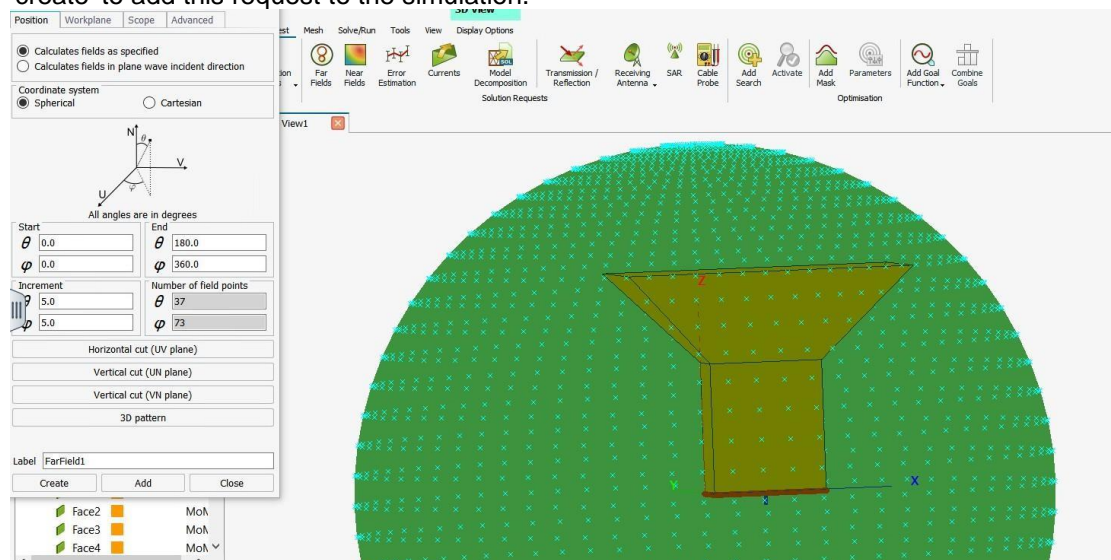 create' to add this request to the simulation.
Position Workplane Scope Advanced
Calculates fields as specified
Calculates fields in plane wave incident direction
Coordinate system
Spherical Cartesian
N
θ
V
U
φ
All angles are in degrees
Start End
θ 0.0 θ 180.0
φ 0.0 φ 360.0
Increment Number of field points
5.0 θ 37
φ 5.0 φ 73
Horizontal cut (UV plane)
Vertical cut (UN plane)
Vertical cut (VN plane)
3D pattern
Label FarField1
Create Add Close
Face2 MoM
Face3 MoM
Face4 MoM
3D View
Mesh Solve/Run Tools View Display Options
Far Fields
Near Fields
Error Estimation
Currents
SOL
Model Decomposition
Transmission / Reflection
Receiving Antenna
SAR
Cable Probe
Add Search
Activate
Add Mask
Parameters
Add Goal Function
Combine Goals
Solution Requests
Optimisation
View1
Z
X
Y